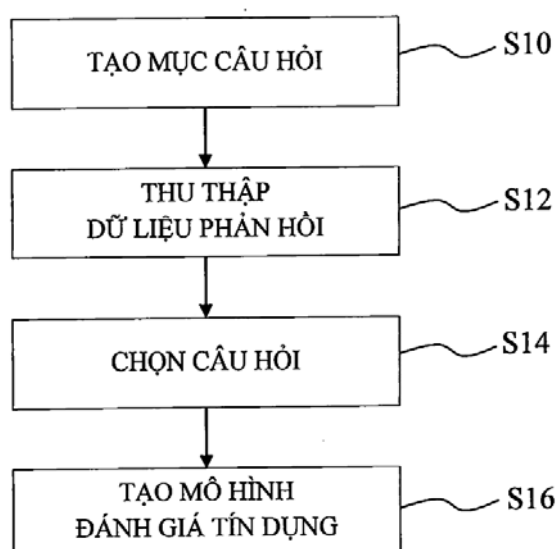 TẠO MỤC CÂU HỎI
S10
THU THẬP
DỮ LIỆU PHẢN HỒI
S12
CHỌN CÂU HỎI
S14
TẠO MÔ HÌNH
ĐÁNH GIÁ TÍN DỤNG
S16